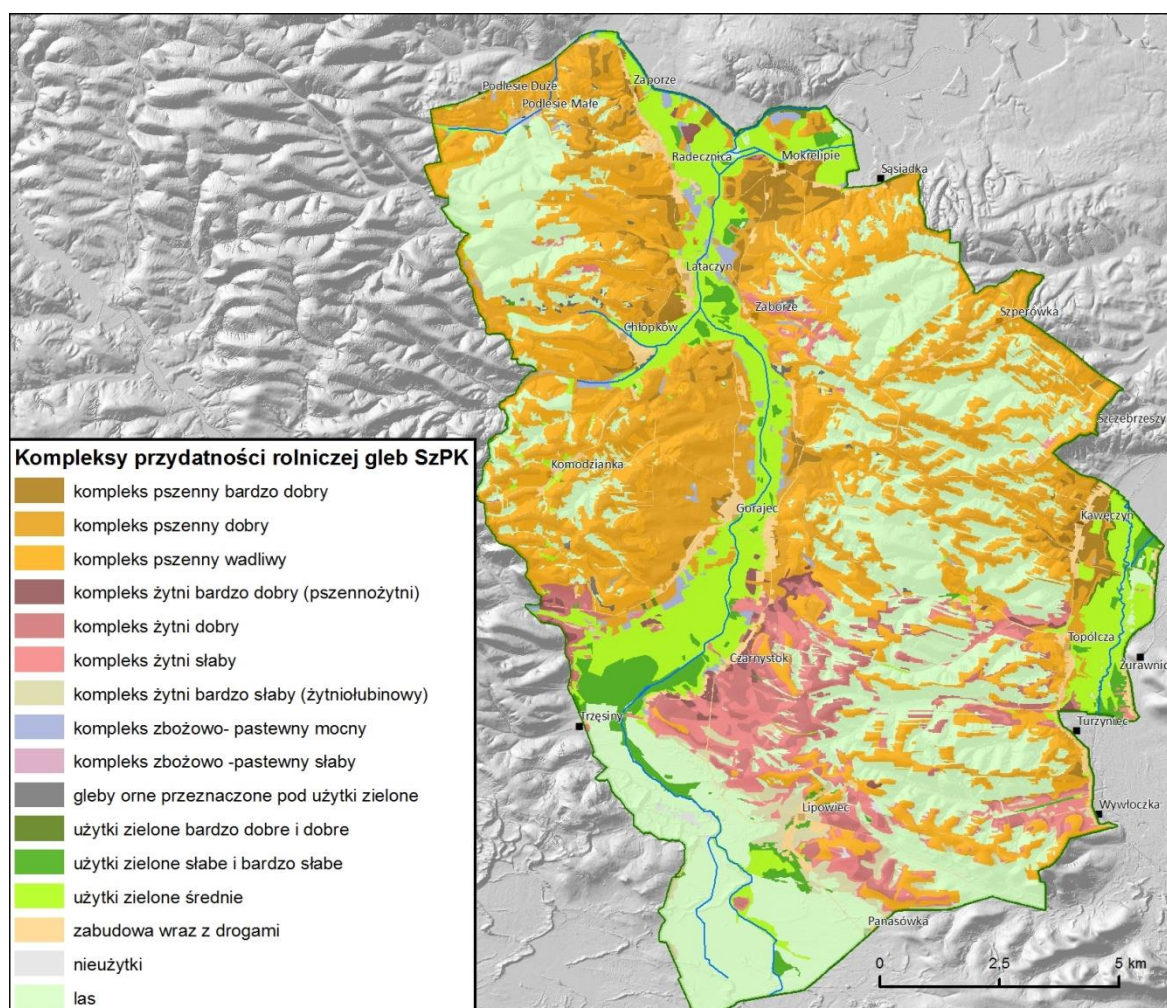 Podlesie Duże
Zaporze
Podlesie Małe
Radecznica
Mokrelipie
Sąsiadka
Latączyn
Zaborze
Szperówka
Chłopków
Szczebrzeszy
Komodzianka
Gorajec
Kawęczyn
Topólcza
Czarnystok
Żurawnic
Trzęsiny
Turzyniec
Lipowiec
Wywłoczka
Panasówka
0 2,5 5 km
Kompleksy przydatności rolniczej gleb SzPK
kompleks pszenny bardzo dobry
kompleks pszenny dobry
kompleks pszenny wadliwy
kompleks żytni bardzo dobry (pszennożytni)
kompleks żytni dobry
kompleks żytni słaby
kompleks żytni bardzo słaby (żytniołubinowy)
kompleks zbożowo- pastewny mocny
kompleks zbożowo -pastewny słaby
gleby orne przeznaczone pod użytki zielone
użytki zielone bardzo dobre i dobre
użytki zielone słabe i bardzo słabe
użytki zielone średnie
zabudowa wraz z drogami
nieużytki
las